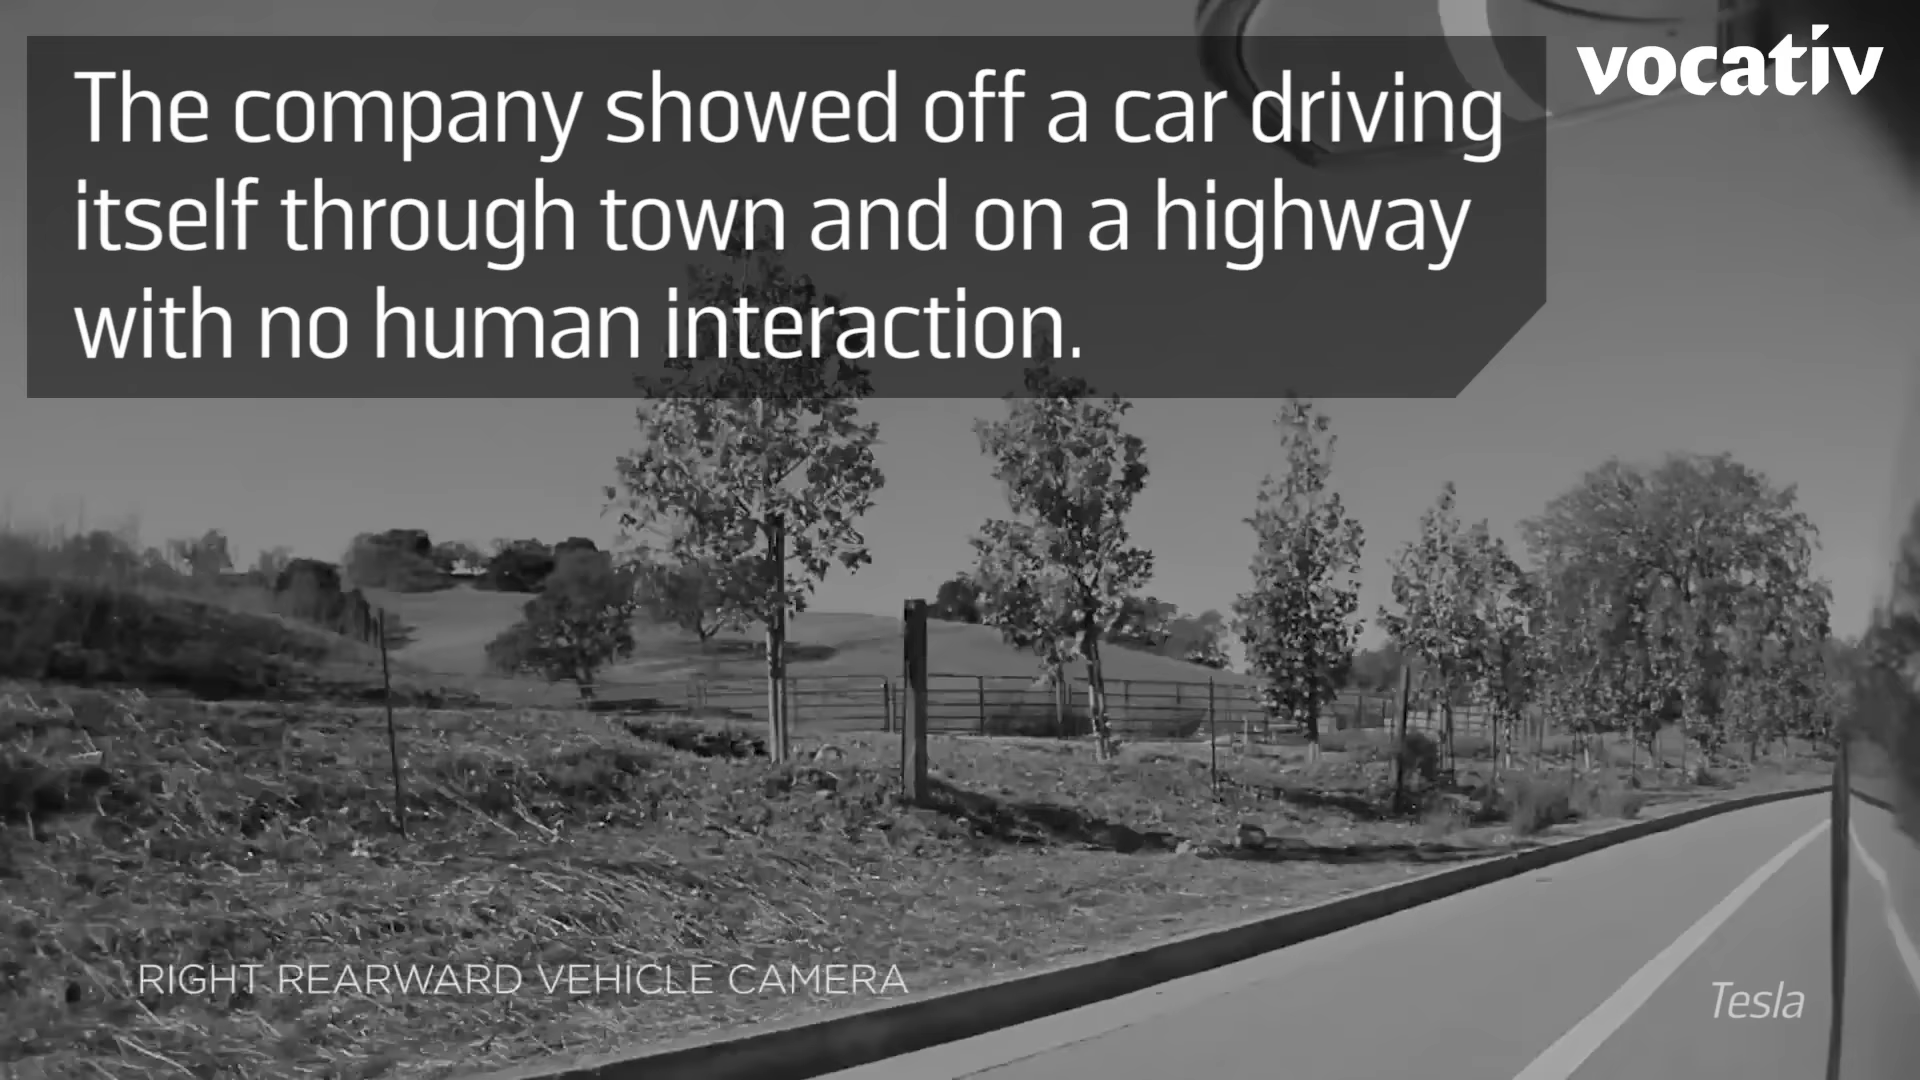 The company showed off a car driving
itself through town and on a highway
with no human interaction.
vocativ
RIGHT REARWARD VEHICLE CAMERA
Tesla